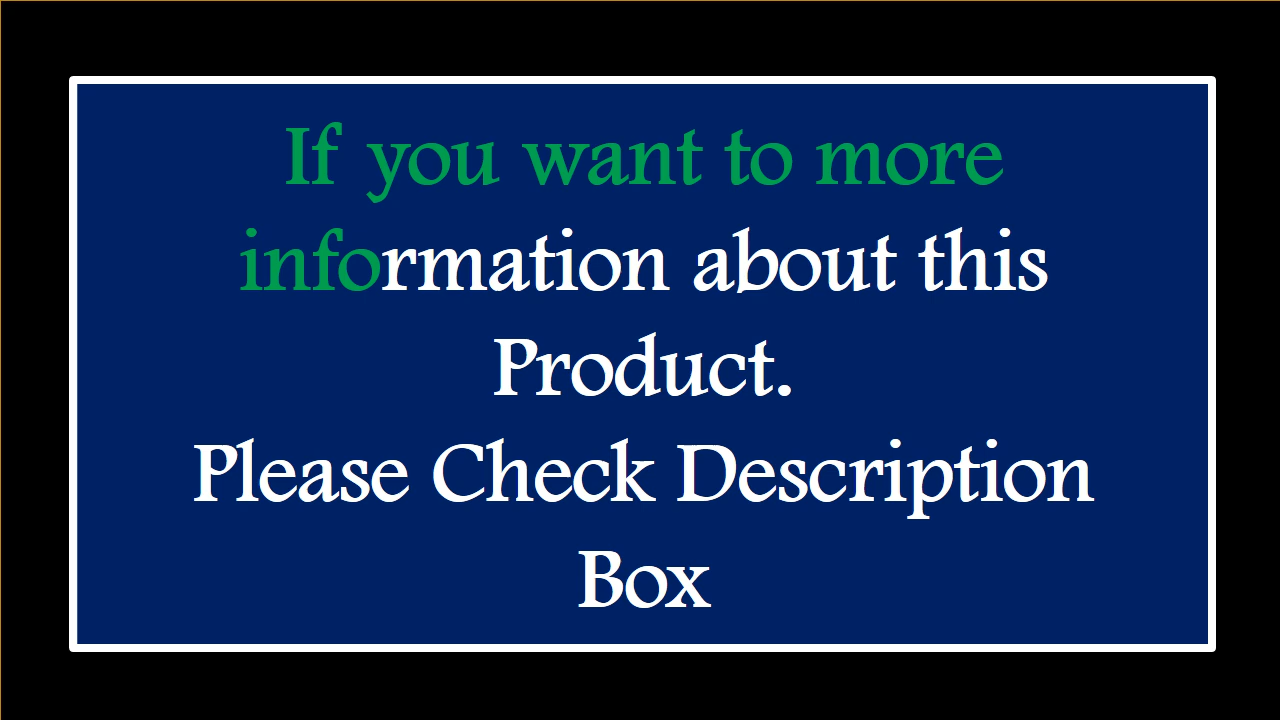 If you want to more
information about this
Product.
Please Check Description
Box